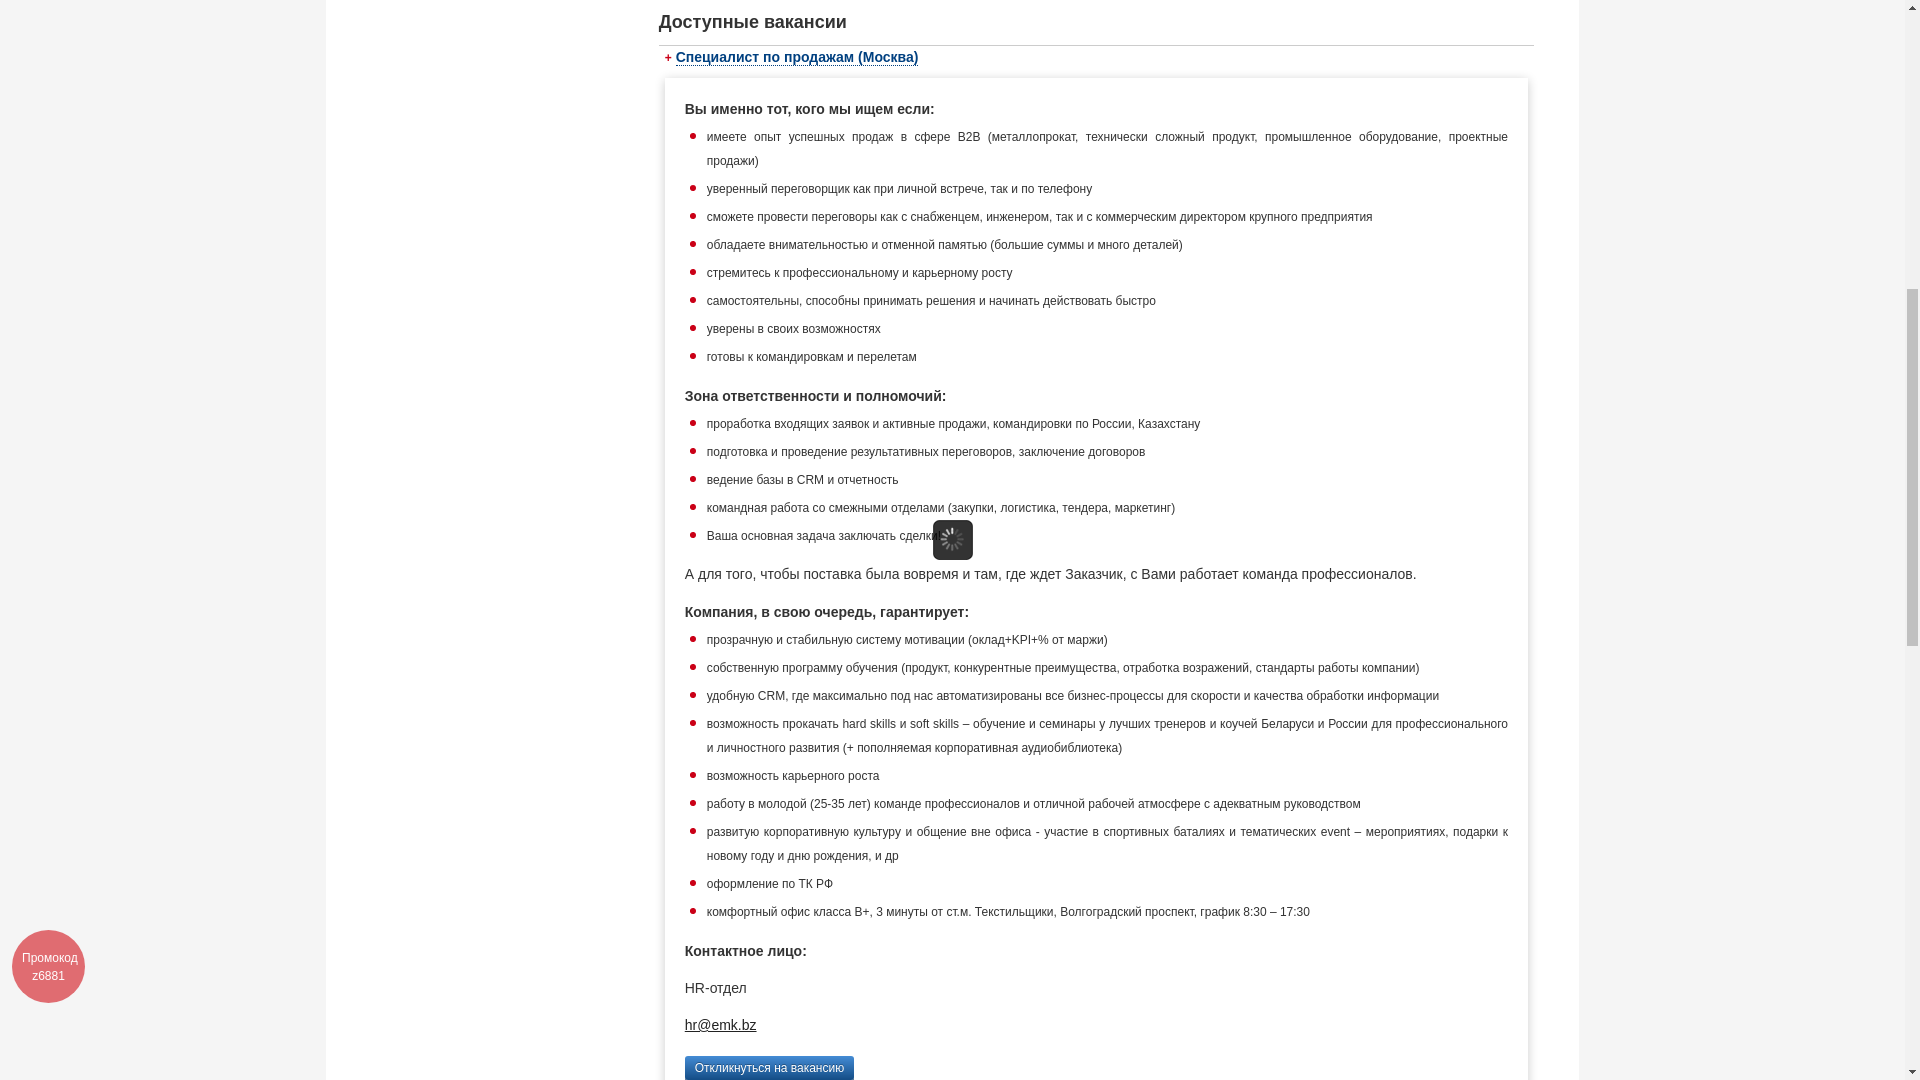 Доступные вакансии
+ Специалист по продажам (Москва)
Вы именно тот, кого мы ищем если:
имеете опыт успешных продаж в сфере B2B (металлопрокат, технически сложный продукт, промышленное оборудование, проектные
продажи)
уверенный переговорщик как при личной встрече, так и по телефону
сможете провести переговоры как с снабженцем, инженером, так и с коммерческим директором крупного предприятия
обладаете внимательностью и отменной памятью (большие суммы и много деталей)
стремитесь к профессиональному и карьерному росту
самостоятельны, способны принимать решения и начинать действовать быстро
уверены в своих возможностях
готовы к командировкам и перелетам
Зона ответственности и полномочий:
проработка входящих заявок и активные продажи, командировки по России, Казахстану
подготовка и проведение результативных переговоров, заключение договоров
ведение базы в CRM и отчетность
командная работа со смежными отделами (закупки, логистика, тендера, маркетинг)
Ваша основная задача заключать сделки
А для того, чтобы поставка была вовремя и там, где ждет Заказчик, с Вами работает команда профессионалов.
Компания, в свою очередь, гарантирует:
прозрачную и стабильную систему мотивации (оклад+KPI+% от маржи)
собственную программу обучения (продукт, конкурентные преимущества, отработка возражений, стандарты работы компании)
удобную CRM, где максимально под нас автоматизированы все бизнес-процессы для скорости и качества обработки информации
возможность прокачать hard skills и soft skills – обучение и семинары у лучших тренеров и коучей Беларуси и России для профессионального
и личностного развития (+ пополняемая корпоративная аудиобиблиотека)
возможность карьерного роста
работу в молодой (25-35 лет) команде профессионалов и отличной рабочей атмосфере с адекватным руководством
развитую корпоративную культуру и общение вне офиса - участие в спортивных баталиях и тематических event – мероприятиях, подарки к
новому году и дню рождения, и др
оформление по ТК РФ
комфортный офис класса В+, 3 минуты от ст.м. Текстильщики, Волгоградский проспект, график 8:30 – 17:30
Контактное лицо:
HR-отдел
hr@emk.bz
Откликнуться на вакансию
Промокод
z6881